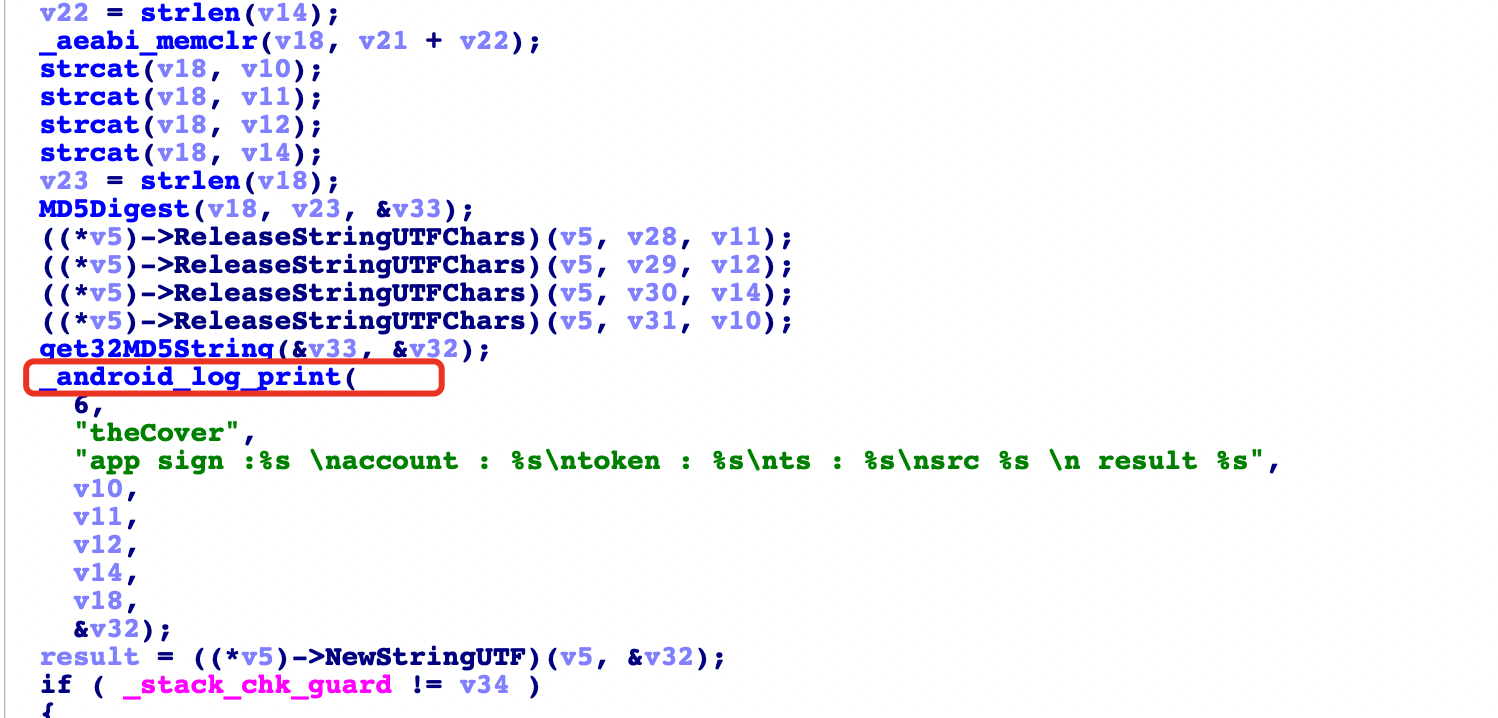 v22 = strlen(v14);
_aeabi_memclr(v18, v21 + v22);
strcat(v18, v10);
strcat(v18, v11);
strcat(v18, v12);
strcat(v18, v14);
v23 = strlen(v18);
MD5Digest(v18, v23, &v33);
((*v5)->ReleaseStringUTFChars)(v5, v28, v11);
((*v5)->ReleaseStringUTFChars)(v5, v29, v12);
((*v5)->ReleaseStringUTFChars)(v5, v30, v14);
((*v5)->ReleaseStringUTFChars)(v5, v31, v10);
get32MD5String(&v33, &v32);
_android_log_print(
6,
"theCover",
"app sign :%s \naccount : %s\ntoken : %s\nts : %s\nsrc %s \n result %s",
v10,
v11,
v12,
v14,
v18,
&v32);
result = ((*v5)->NewStringUTF)(v5, &v32);
if ( _stack_chk_guard != v34 )
{